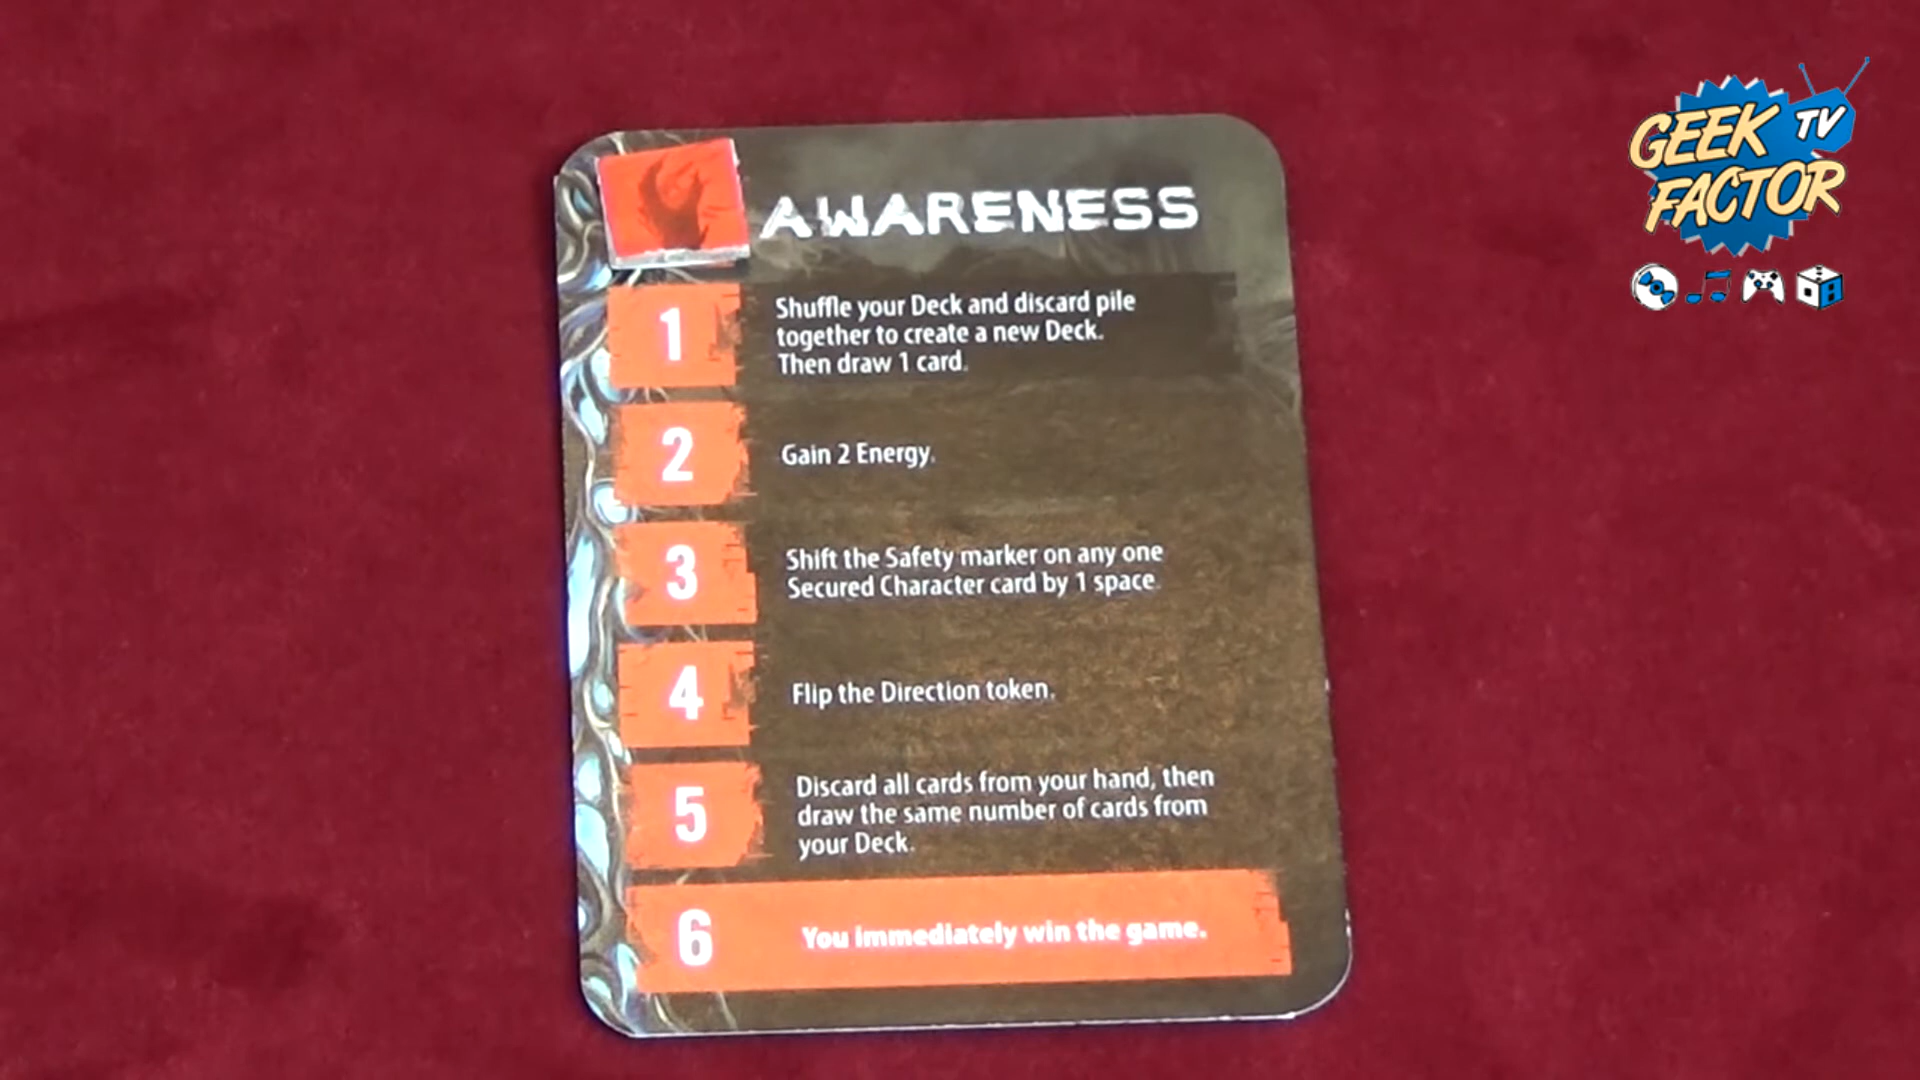 GEEK TV
FACTOR
AWARENESS
1
Shuffle your Deck and discard pile
together to create a new Deck.
Then draw 1 card.
2
Gain 2 Energy.
3
Shift the Safety marker on any one
Secured Character card by 1 space.
4
Flip the Direction token.
5
Discard all cards from your hand, then
draw the same number of cards from
your Deck.
6
You immediately win the game.